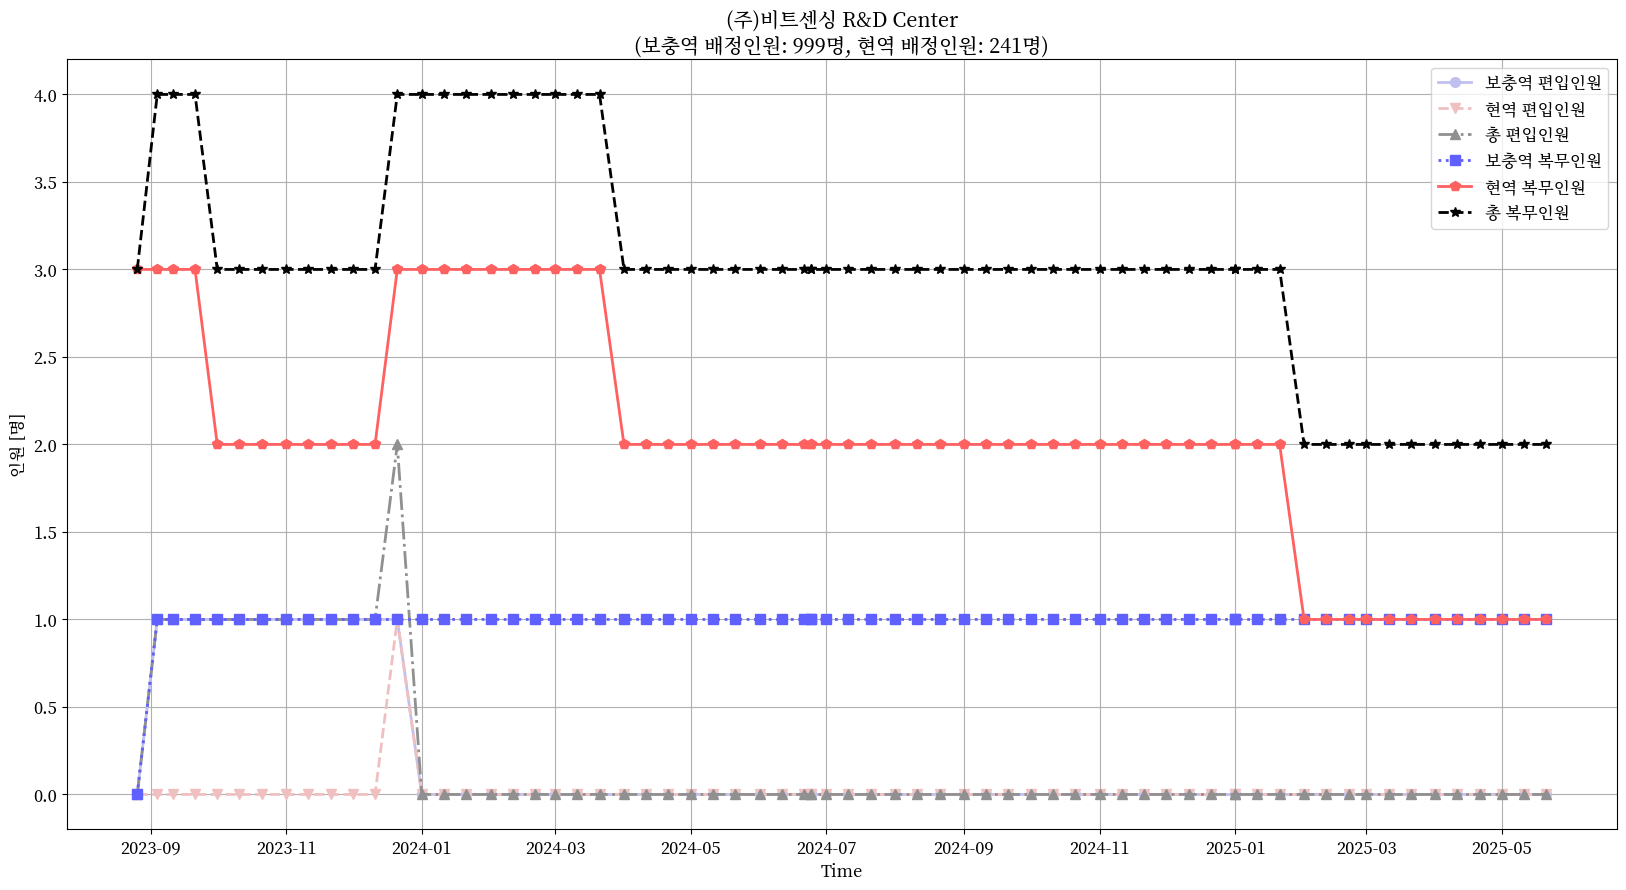 (주)비트센싱 R&D Center
(보충역 배정인원: 999명, 현역 배정인원: 241명)
보충역 편입인원
현역 편입인원
총 편입인원
보충역 복무인원
현역 복무인원
총 복무인원
인원 [명]
4.0
3.5
3.0
2.5
2.0
1.5
1.0
0.5
0.0
2023-09
2023-11
2024-01
2024-03
2024-05
2024-07
2024-09
2024-11
2025-01
2025-03
2025-05
Time